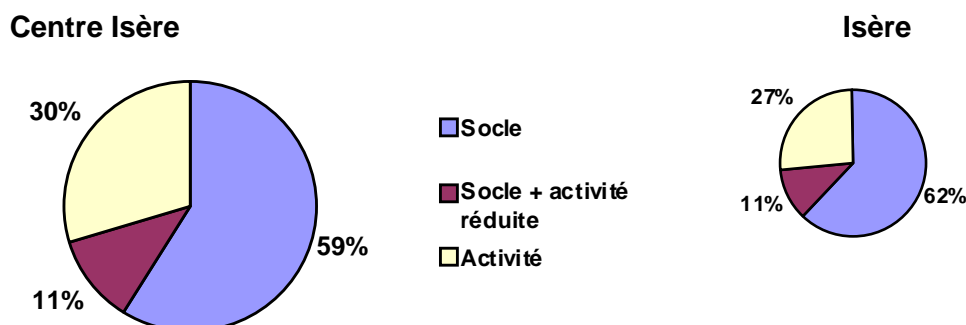 Centre Isère
Isère
30%
59%
11%
Socle
Socle + activité
réduite
Activité
27%
62%
11%